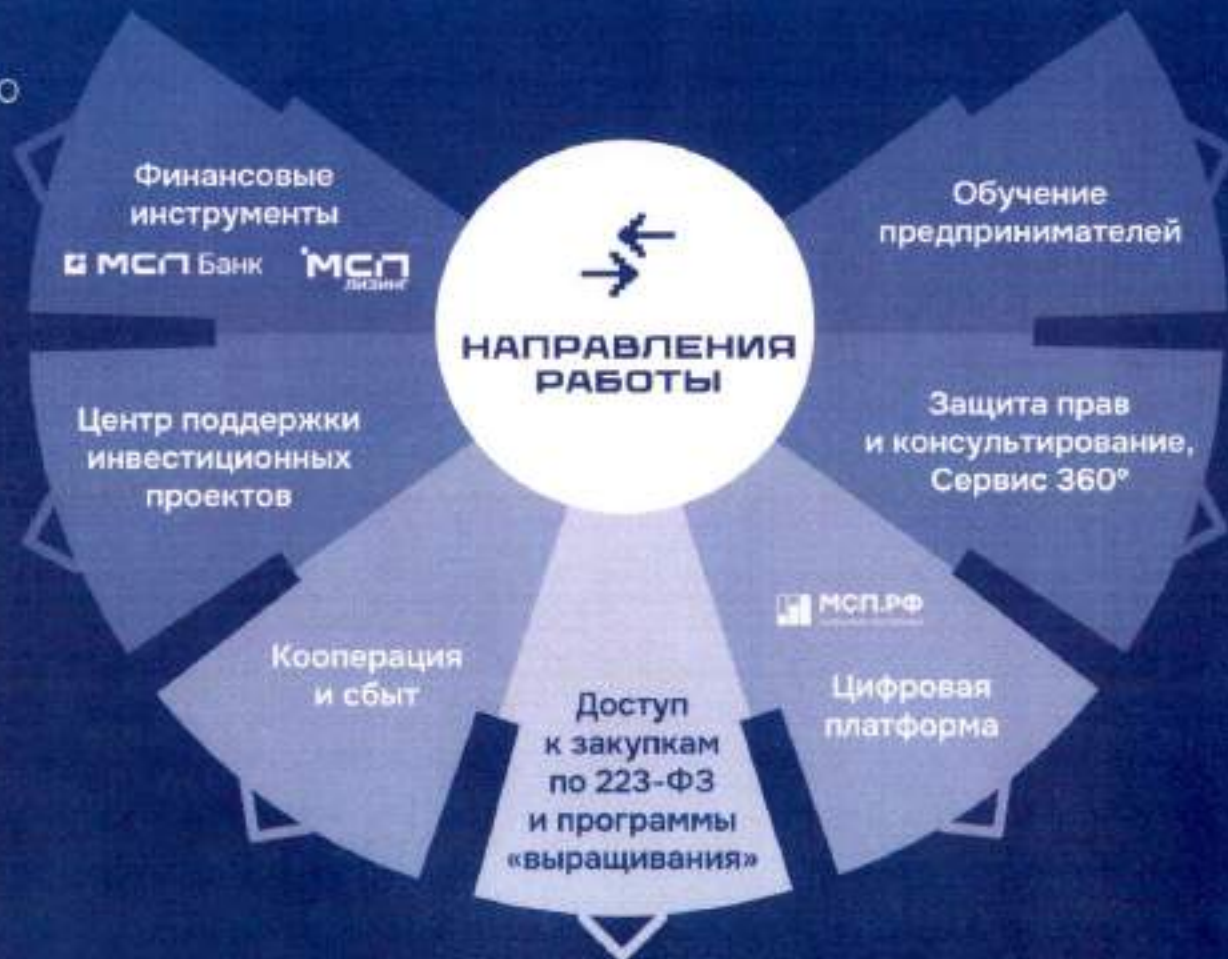 О
Финансовые
инструменты
МСП Банк
МСП
ЛИЗИНГ
НАПРАВЛЕНИЯ
РАБОТЫ
Обучение
предпринимателей
Центр поддержки
инвестиционных
проектов
Защита прав
и консультирование,
Сервис 360°
Кооперация
и сбыт
Доступ
к закупкам
по 223-ФЗ
и программы
«выращивания»
МСП.РФ
Цифровая
платформа